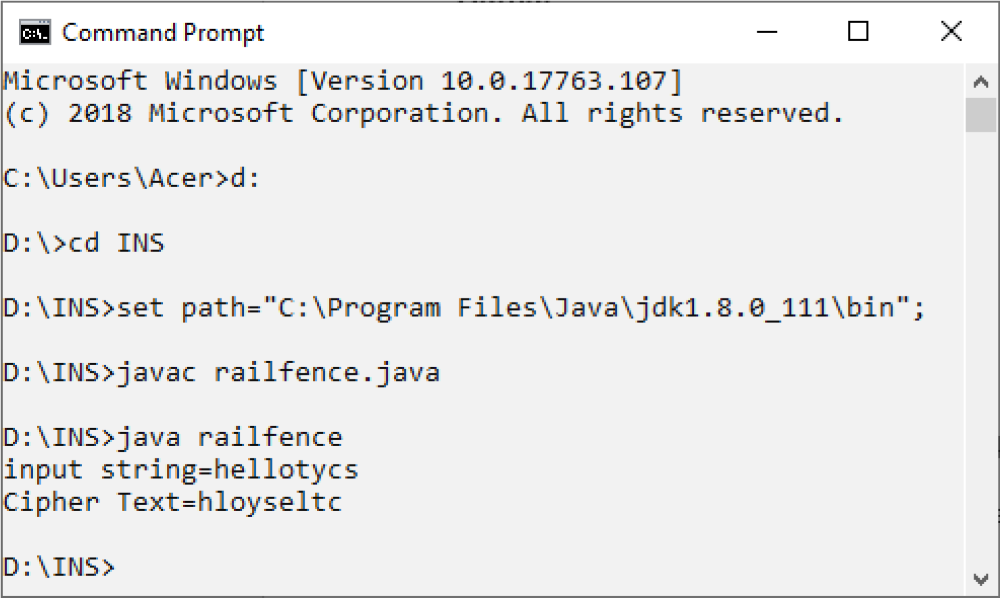 Command Prompt
Microsoft Windows [Version 10.0.17763.107]
(c) 2018 Microsoft Corporation. All rights reserved.
C:\Users\Acer>d:
D:\>cd INS
D:\INS>set path="C:\Program Files\Java\jdk1.8.0_111\bin";
D:\INS>javac railfence.java
D:\INS>java railfence
input string=hellotycs
Cipher Text=hloyseltc
D:\INS>